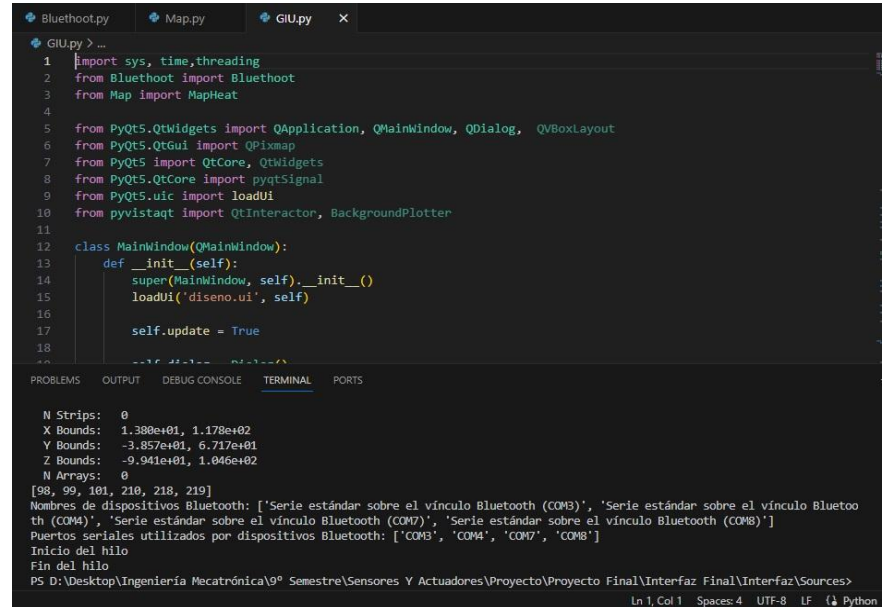 Bluethoot.py Map.py GIU.py X
GIU.py > ...
1 import sys, time,threading
2 from Bluethoot import Bluethoot
3 from Map import MapHeat
4
5 from PyQt5.QtWidgets import QApplication, QMainWindow, QDialog,  QVBoxLayout
6 from PyQt5.QtGui import QPixmap
7 from PyQt5 import QtCore, QtWidgets
8 from PyQt5.QtCore import pyqtSignal
9 from PyQt5.uic import loadUi
10 from pyvistaqt import QtInteractor, BackgroundPlotter
11
12 class MainWindow(QMainWindow):
13     def __init__(self):
14         super(MainWindow, self).__init__()
15         loadUi('diseno.ui', self)
16
17         self.update = True
18
19         self.dialog = Dialog()
PROBLEMS OUTPUT DEBUG CONSOLE TERMINAL PORTS
N Strips: 0
X Bounds: 1.380e+01, 1.178e+02
Y Bounds: -3.857e+01, 6.717e+01
Z Bounds: -9.941e+01, 1.046e+02
N Arrays: 0
[98, 99, 101, 210, 218, 219]
Nombres de dispositivos Bluetooth: ['Serie estándar sobre el vínculo Bluetooth (COM3)', 'Serie estándar sobre el vínculo Bluetoo
th (COM4)', 'Serie estándar sobre el vínculo Bluetooth (COM7)', 'Serie estándar sobre el vínculo Bluetooth (COM8)']
Puertos seriales utilizados por dispositivos Bluetooth: ['COM3', 'COM4', 'COM7', 'COM8']
Inicio del hilo
Fin del hilo
PS D:\Desktop\Ingeniería Mecatrónica\9º Semestre\Sensores Y Actuadores\Proyecto\Proyecto Final\Interfaz Final\Interfaz\Sources>
Ln 1, Col 1 Spaces: 4 UTF-8 LF Python